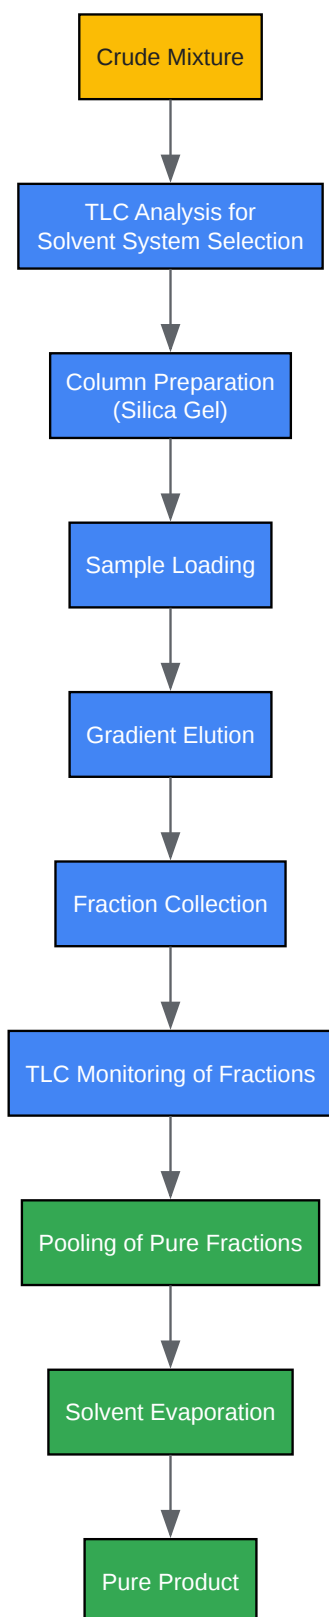 Crude Mixture
TLC Analysis for
Solvent System Selection
Column Preparation
(Silica Gel)
Sample Loading
Gradient Elution
Fraction Collection
TLC Monitoring of Fractions
Pooling of Pure Fractions
Solvent Evaporation
Pure Product